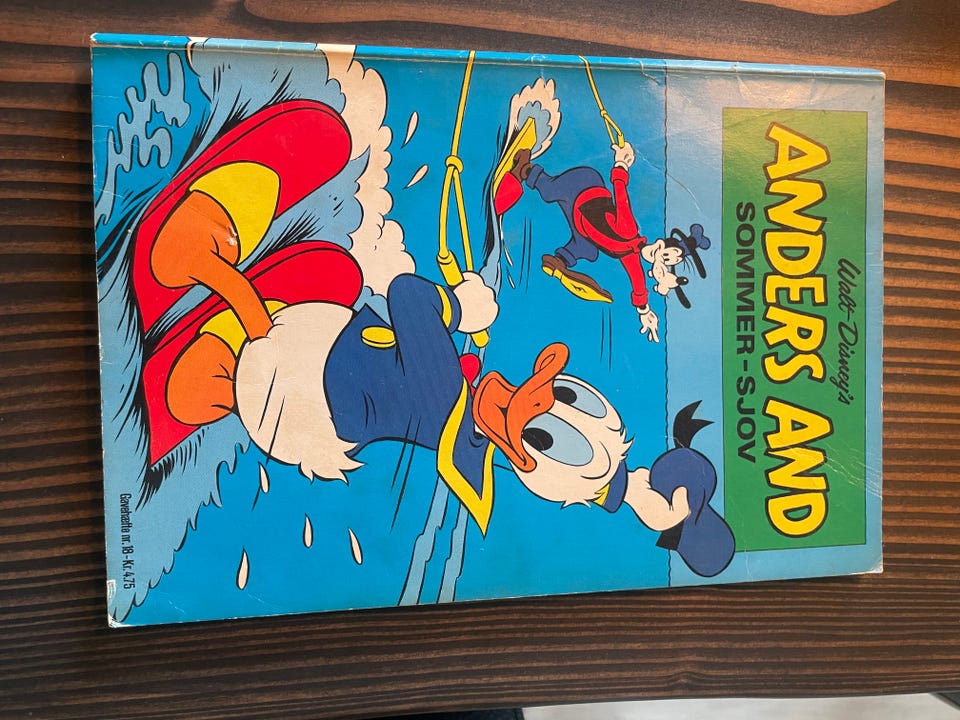 Walt Disney's
ANDERS AND
SOMMER-SJOV
Gavehæfte nr. 18 - Kr. 4.75